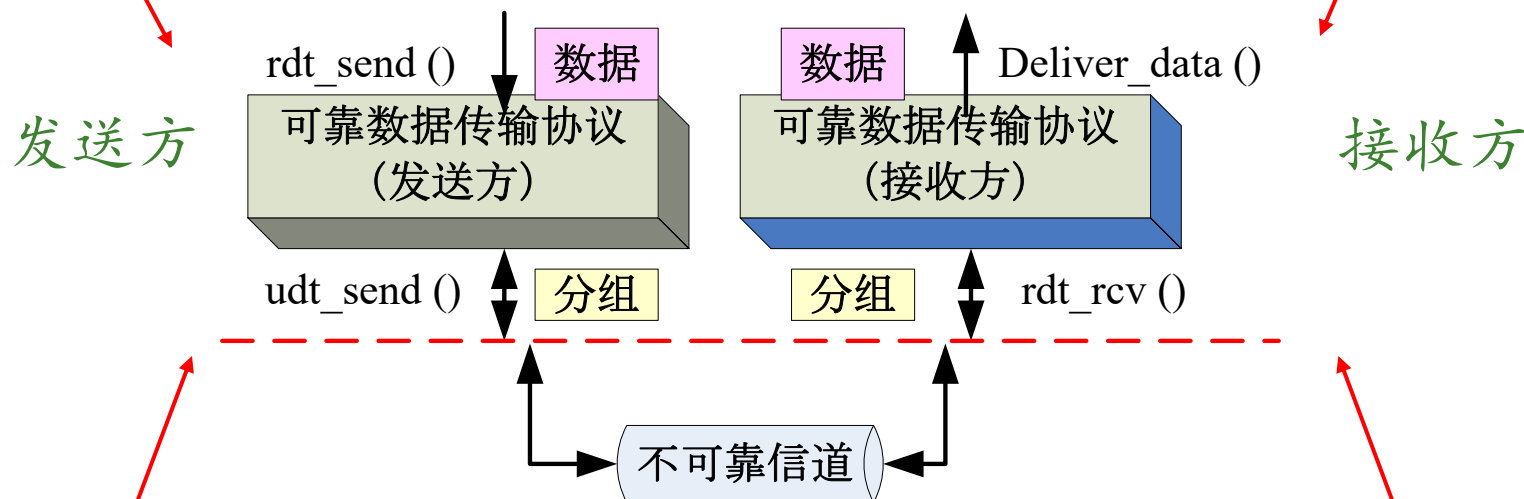 rdt_send ()
数据
数据
Deliver_data ()
发送方
可靠数据传输协议
(发送方)
可靠数据传输协议
(接收方)
接收方
udt_send ()
分组
分组
rdt_rcv ()
不可靠信道